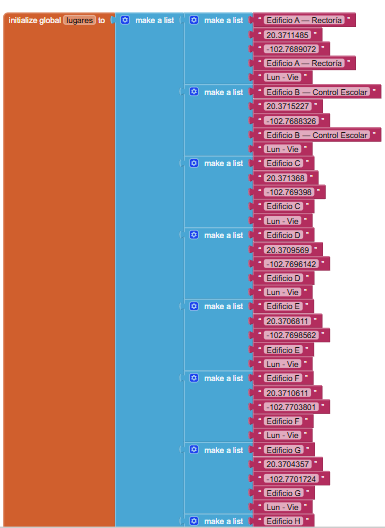 initialize global lugares to make a list make a list " Edificio A — Rectoría "
" 20.3711485 "
" -102.7689072 "
" Edificio A — Rectoría "
" Lun - Vie "
make a list " Edificio B — Control Escolar "
" 20.3715227 "
" -102.7688326 "
" Edificio B — Control Escolar "
" Lun - Vie "
make a list " Edificio C "
" 20.371368 "
" -102.769398 "
" Edificio C "
" Lun - Vie "
make a list " Edificio D "
" 20.3709569 "
" -102.7696142 "
" Edificio D "
" Lun - Vie "
make a list " Edificio E "
" 20.3706811 "
" -102.7698562 "
" Edificio E "
" Lun - Vie "
make a list " Edificio F "
" 20.3710611 "
" -102.7703801 "
" Edificio F "
" Lun - Vie "
make a list " Edificio G "
" 20.3704357 "
" -102.7701724 "
" Edificio G "
" Lun - Vie "
make a list " Edificio H "